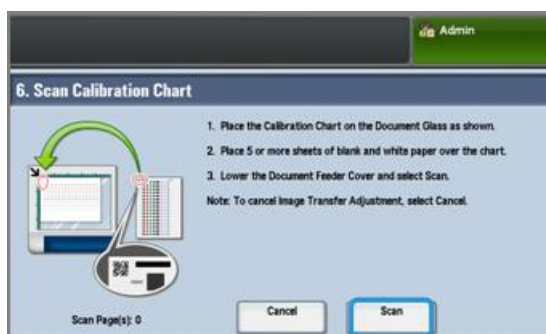 Admin
6. Scan Calibration Chart
1. Place the Calibration Chart on the Document Glass as shown.
2. Place 5 or more sheets of blank and white paper over the chart.
3. Lower the Document Feeder Cover and select Scan.
Note: To cancel Image Transfer Adjustment, select Cancel.
Scan Page(s): 0
Cancel
Scan